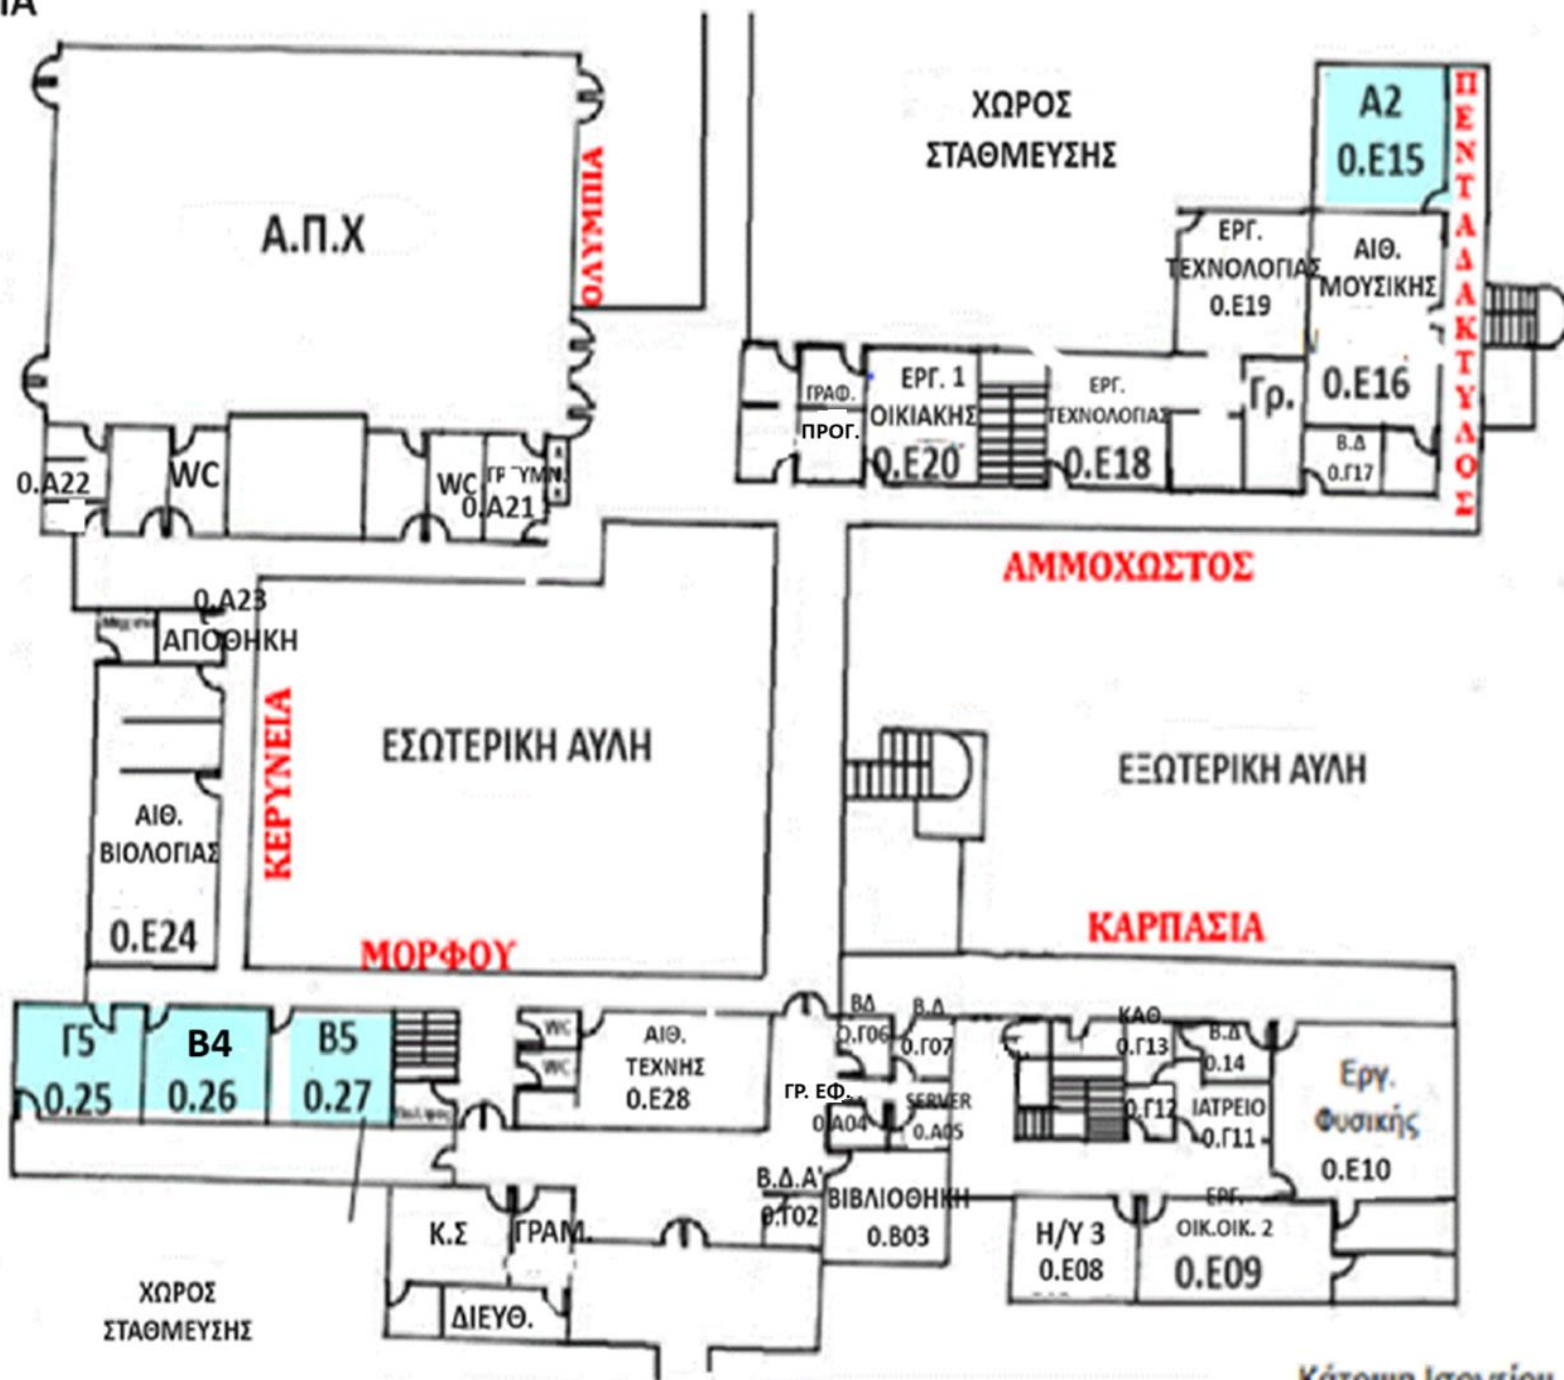 ΙΑ
ΧΩΡΟΣ
ΣΤΑΘΜΕΥΣΗΣ
Α2
0.Ε15
ΠΕΝΤΑΔΑΚΤΥΛΟΣ
ΟΛΥΜΠΙΑ
Α.Π.Χ
ΕΡΓ.
ΤΕΧΝΟΛΟΓΙΑΣ
0.Ε19
ΑΙΘ.
ΜΟΥΣΙΚΗΣ
0.Ε16
ΓΡΑΦ.
ΠΡΟΓ.
ΕΡΓ. 1
ΟΙΚΙΑΚΗΣ
0.Ε20
ΕΡΓ.
ΤΕΧΝΟΛΟΓΙΑΣ
0.Ε18
Γρ.
Β.Δ
0.Γ17
0.Α22
WC
WC
0.Α21
ΑΜΜΟΧΩΣΤΟΣ
0.Α23
ΑΠΟΘΗΚΗ
ΚΕΡΥΝΕΙΑ
ΕΣΩΤΕΡΙΚΗ ΑΥΛΗ
ΕΞΩΤΕΡΙΚΗ ΑΥΛΗ
ΑΙΘ.
ΒΙΟΛΟΓΙΑΣ
0.Ε24
ΜΟΡΦΟΥ
ΚΑΡΠΑΣΙΑ
Γ5
0.25
Β4
0.26
Β5
0.27
WC
WC
ΑΙΘ.
ΤΕΧΝΗΣ
0.Ε28
ΒΔ
0.Γ06
Β.Δ
0.Γ07
ΚΑΘ
0.Γ13
Β.Δ
0.14
Εργ.
Φυσικής
0.Ε10
ΓΡ. ΕΦ.
0.Α04
SERVER
0.Α05
0.Γ12
ΙΑΤΡΕΙΟ
0.Γ11
Β.Δ.Α'
0.Γ02
ΒΙΒΛΙΟΘΗΚΗ
0.Β03
Κ.Σ
ΓΡΑΜ.
ΔΙΕΥΘ.
Η/Υ 3
0.Ε08
ΕΡΓ.
ΟΙΚ.ΟΙΚ. 2
0.Ε09
ΧΩΡΟΣ
ΣΤΑΘΜΕΥΣΗΣ
Κάτοψη Ισογείου